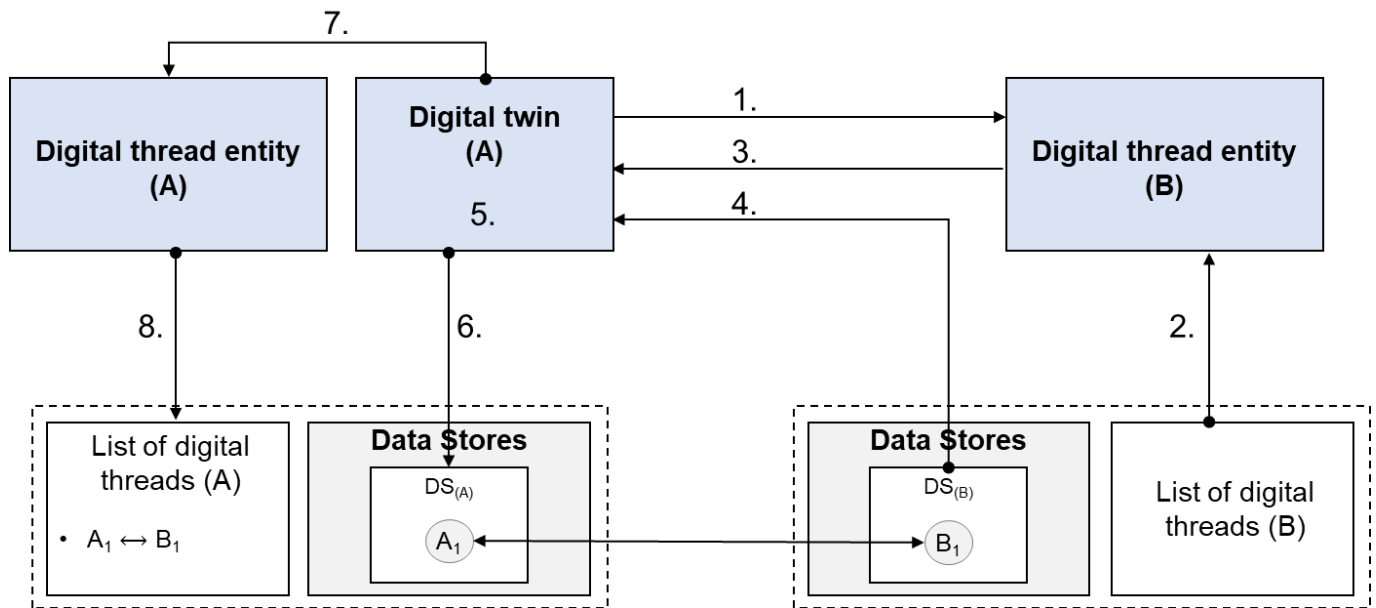 7.
Digital thread entity
(A)
Digital twin
(A)
5.
1.
3.
4.
Digital thread entity
(B)
8.
6.
2.
List of digital
threads (A)
• A₁ ↔ B₁
Data Stores
DS(A)
A₁
Data Stores
DS(B)
B₁
List of digital
threads (B)